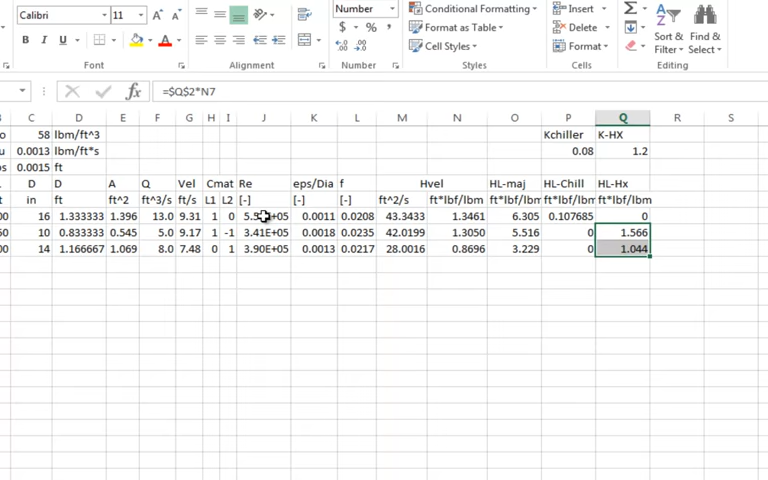 Calibri 11 A A Number Conditional Formatting Insert Σ
$ % , Format as Table Delete Sort & Find &
B I U A Cell Styles Format Filter Select
Font Alignment Number Styles Cells Editing
fx =$Q$2*N7
C D E F G H I J K L M N O P Q R S
o 58 lbm/ft^3 Kchiller K-HX
u 0.0013 lbm/ft*s 0.08 1.2
ps 0.0015 ft
L D D A Q Vel Cmat Re eps/Dia f Hvel HL-maj HL-Chill HL-Hx
in ft ft^2 ft^3/s ft/s L1 L2 [-] [-] [-] ft^2/s ft*lbf/lbm ft*lbf/lbm ft*lbf/lbm ft*lbf/lbm
00 16 1.333333 1.396 13.0 9.31 1 0 0.0011 0.0208 43.3433 1.3461 6.305 0.107685 0
50 10 0.833333 0.545 5.0 9.17 1 -1 3.41E+05 0.0018 0.0235 42.0199 1.3050 5.516 0 1.566
00 14 1.166667 1.069 8.0 7.48 0 1 3.90E+05 0.0013 0.0217 28.0016 0.8696 3.229 0 1.044